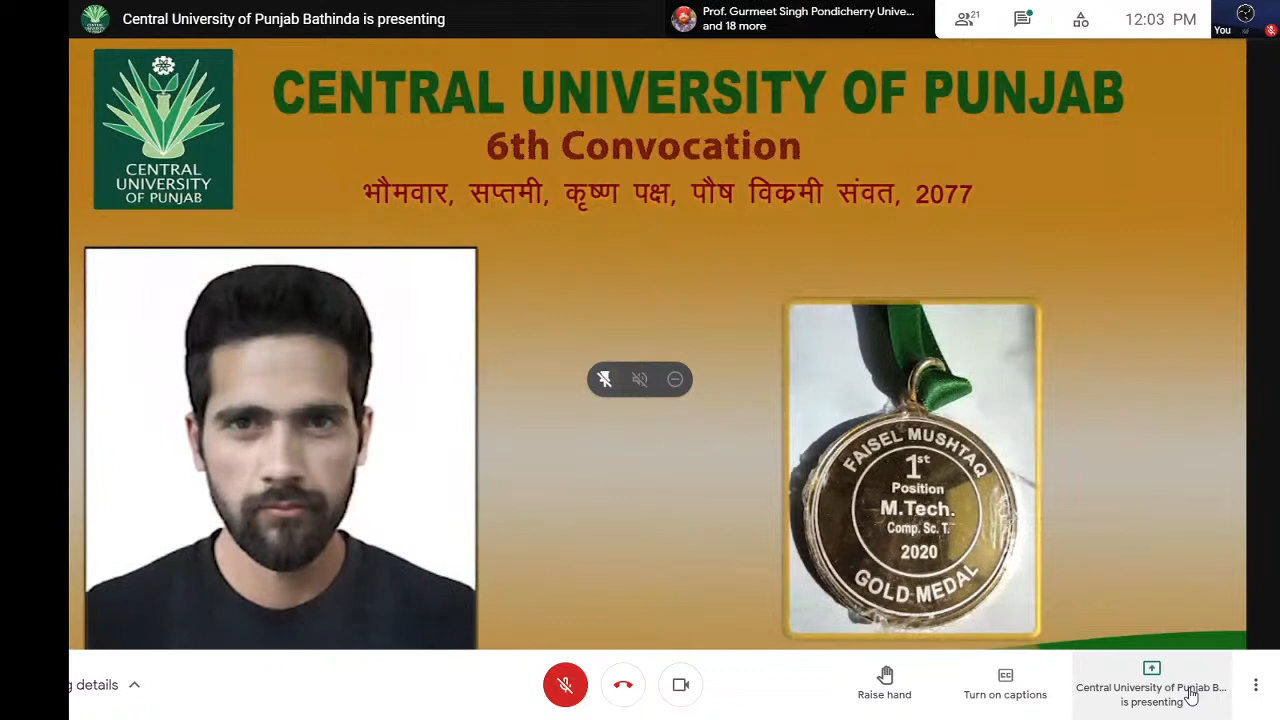 Central University of Punjab Bathinda is presenting
Prof. Gurmeet Singh Pondicherry Unive...
and 18 more
21
12:03 PM
You
CENTRAL
UNIVERSITY
OF PUNJAB
CENTRAL UNIVERSITY OF PUNJAB
6th Convocation
भौमवार, सप्तमी, कृष्ण पक्ष, पौष विक्रमी संवत, 2077
FAISEL MUSHTAQ
1st
Position
M.Tech.
Comp. Sc. T.
2020
GOLD MEDAL
g details
Raise hand
Turn on captions
Central University of Punjab B...
is presenting